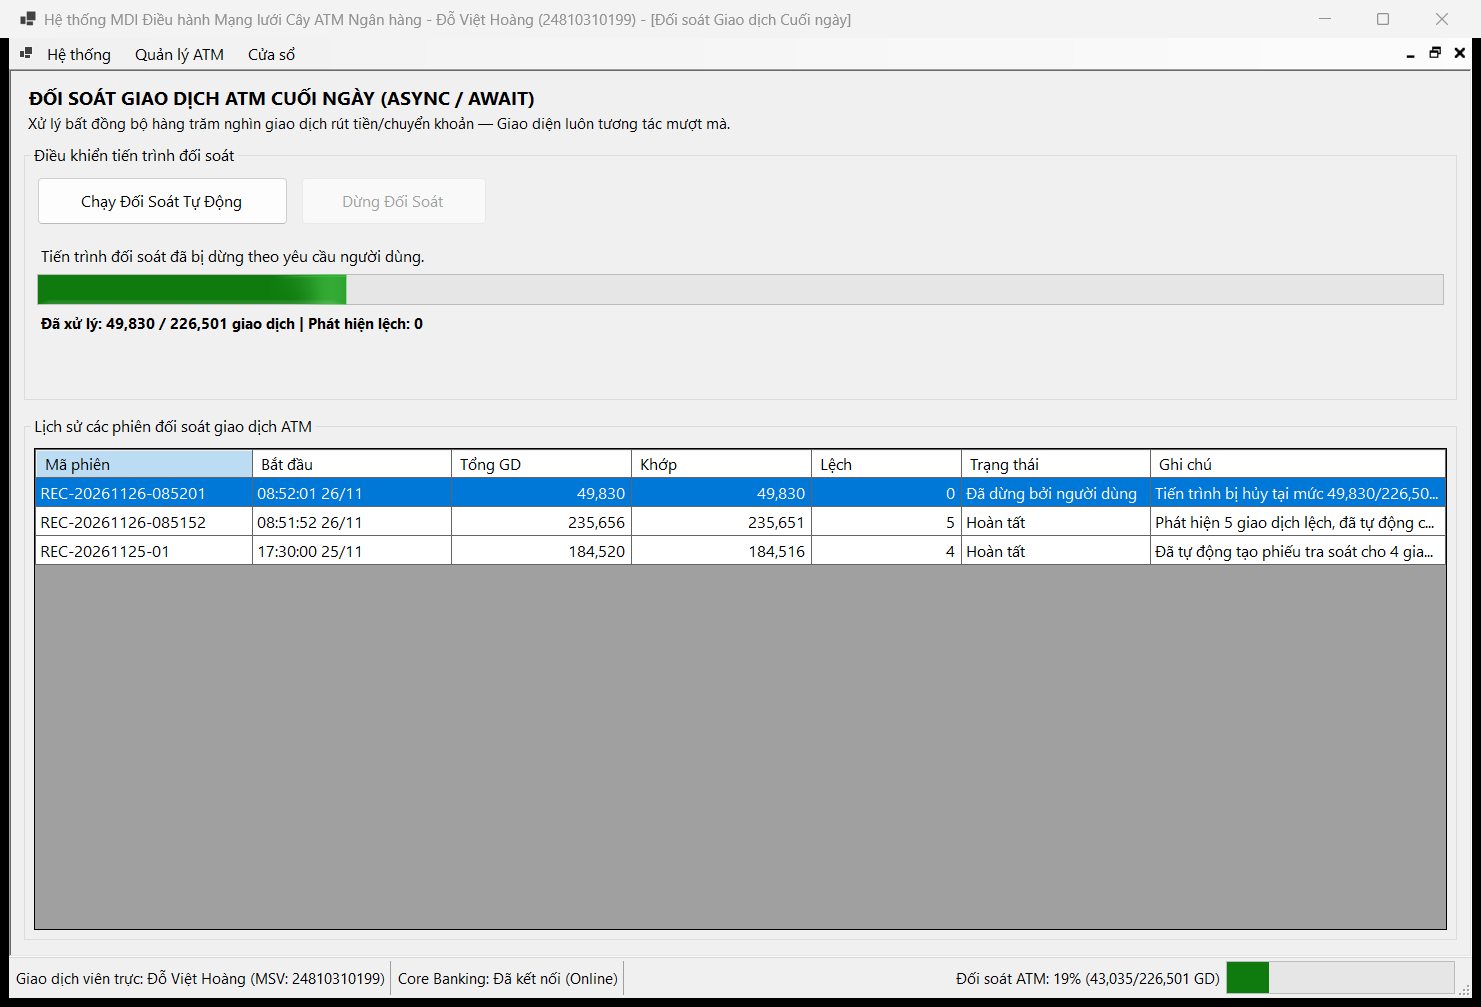 Hệ thống MDI Điều hành Mạng lưới Cây ATM Ngân hàng - Đỗ Việt Hoàng (24810310199) - [Đối soát Giao dịch Cuối ngày]
Hệ thống Quản lý ATM Cửa sổ
ĐỐI SOÁT GIAO DỊCH ATM CUỐI NGÀY (ASYNC / AWAIT)
Xử lý bất đồng bộ hàng trăm nghìn giao dịch rút tiền/chuyển khoản — Giao diện luôn tương tác mượt mà.
Điều khiển tiến trình đối soát
Chạy Đối Soát Tự Động Dừng Đối Soát
Tiến trình đối soát đã bị dừng theo yêu cầu người dùng.
Đã xử lý: 49,830 / 226,501 giao dịch | Phát hiện lệch: 0
Lịch sử các phiên đối soát giao dịch ATM
Mã phiên Bắt đầu Tổng GD Khớp Lệch Trạng thái Ghi chú
REC-20261126-085201 08:52:01 26/11 49,830 49,830 0 Đã dừng bởi người dùng Tiến trình bị hủy tại mức 49,830/226,50...
REC-20261126-085152 08:51:52 26/11 235,656 235,651 5 Hoàn tất Phát hiện 5 giao dịch lệch, đã tự động c...
REC-20261125-01 17:30:00 25/11 184,520 184,516 4 Hoàn tất Đã tự động tạo phiếu tra soát cho 4 gia...
Giao dịch viên trực: Đỗ Việt Hoàng (MSV: 24810310199) Core Banking: Đã kết nối (Online) Đối soát ATM: 19% (43,035/226,501 GD)